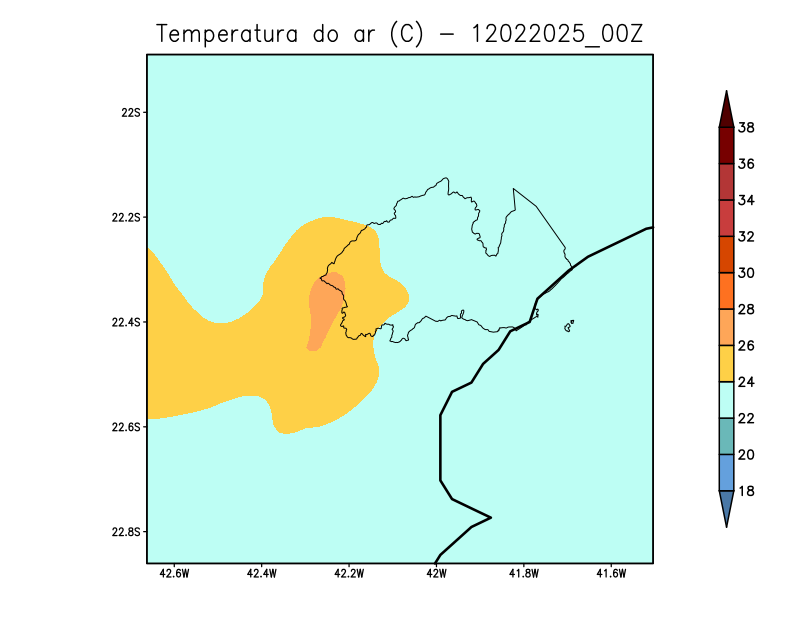 Temperatura do ar (C) - 12022025_00Z
22S
22.2S
22.4S
22.6S
22.8S
42.6W
42.4W
42.2W
42W
41.8W
41.6W
38
36
34
32
30
28
26
24
22
20
18